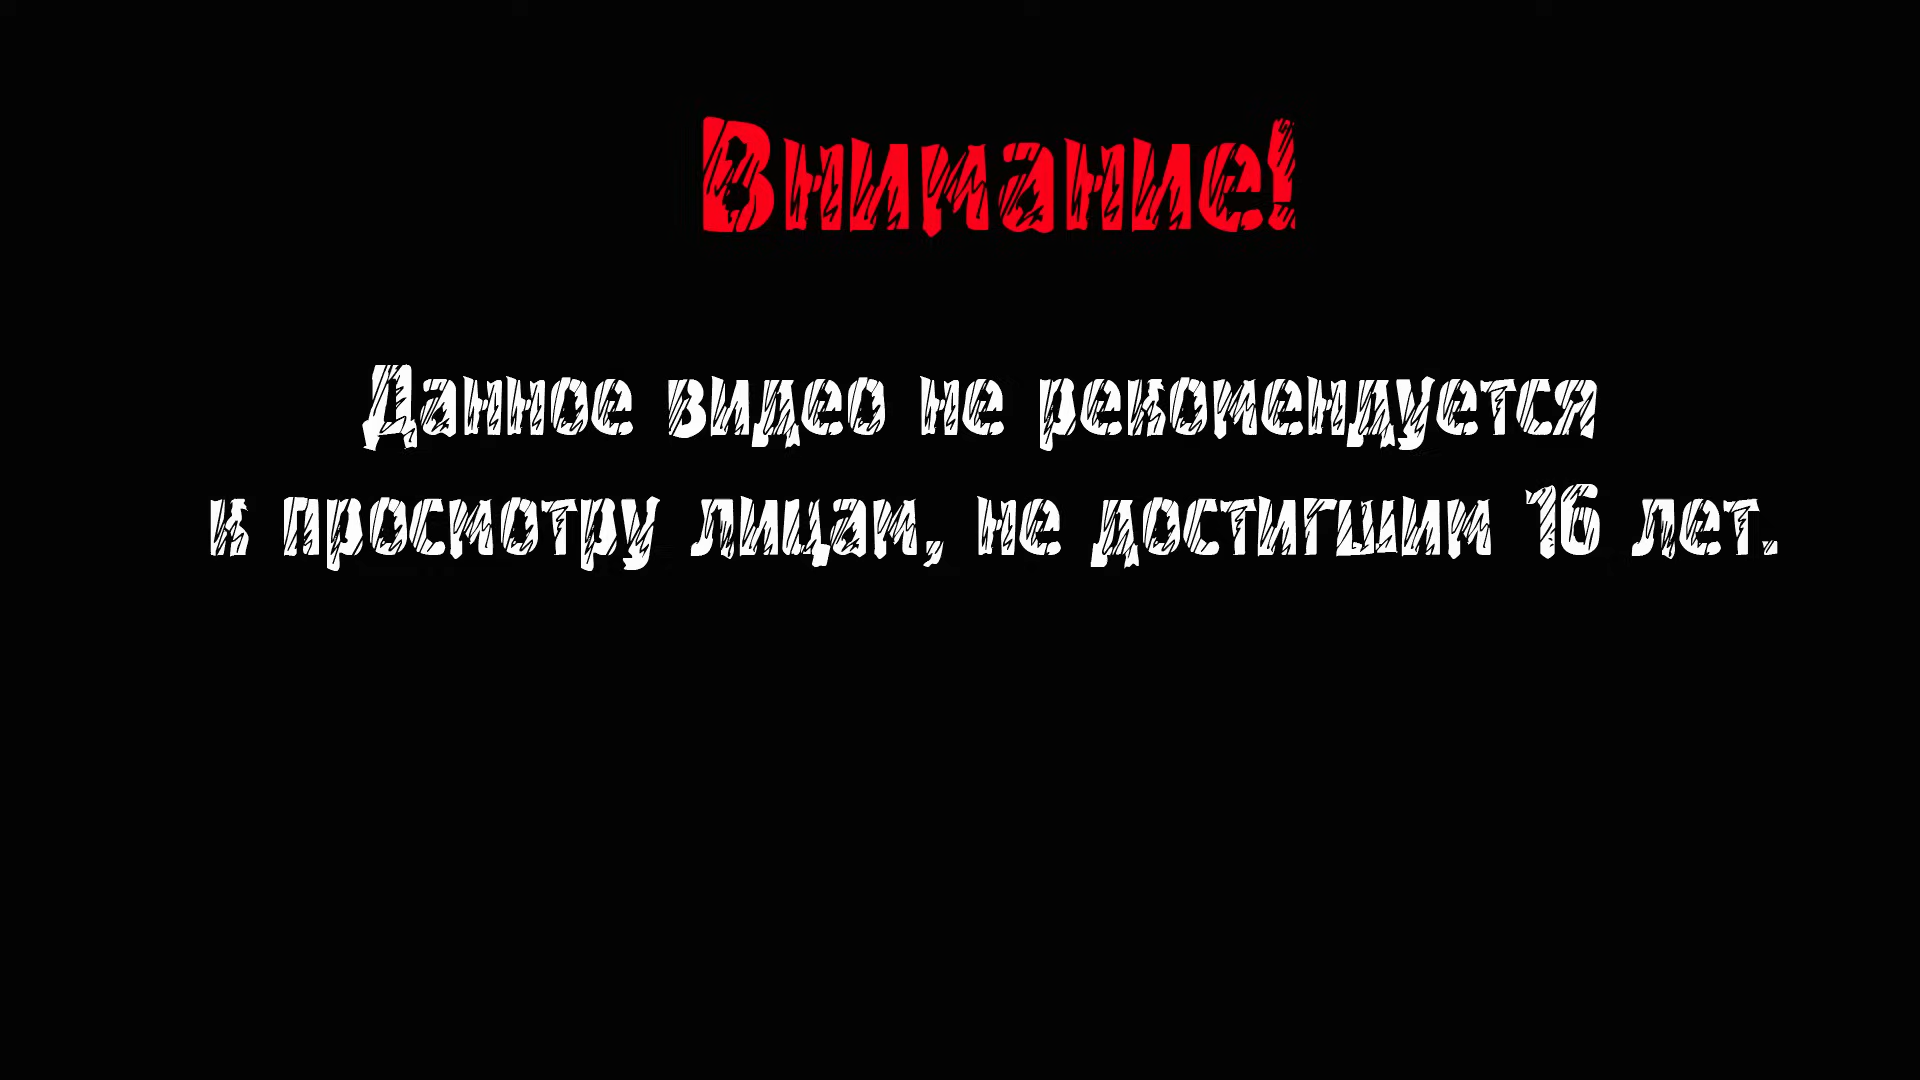 Внимание!
Данное видео не рекомендуется
к просмотру лицам, не достигшим 16 лет.